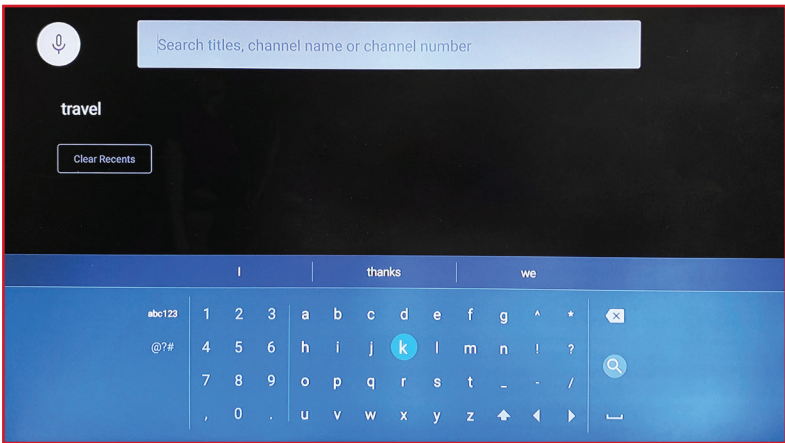 Search titles, channel name or channel number
travel
Clear Recents
I thanks we
abc123 1 2 3 a b c d e f g ^ *
@?# 4 5 6 h i j k l m n ! ?
7 8 9 o p q r s t _ - /
, 0 . u v w x y z